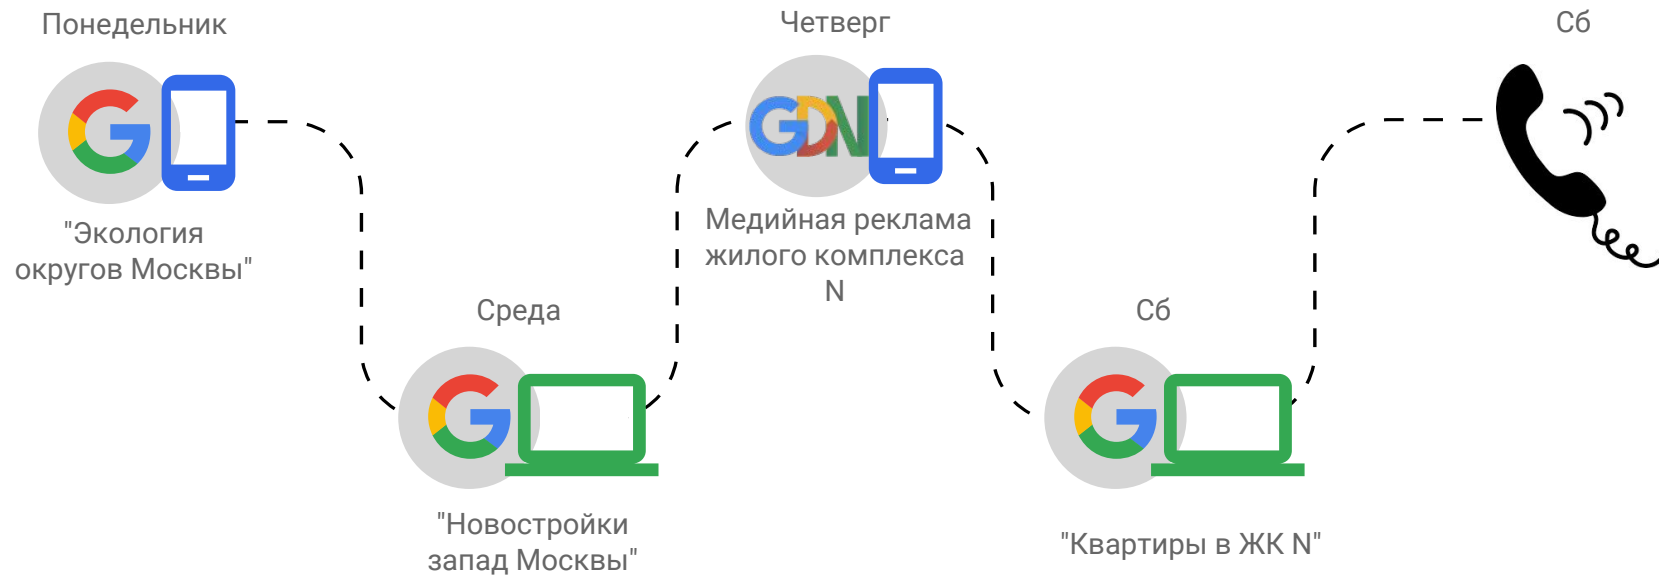 Понедельник
"Экология
округов Москвы"
Среда
"Новостройки
запад Москвы"
Четверг
GDN
Медийная реклама
жилого комплекса
N
Сб
"Квартиры в ЖК N"
Сб